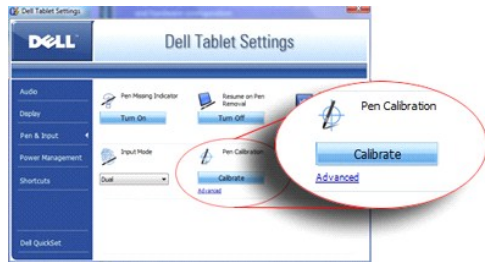 Dell Tablet Settings
DELL
Dell Tablet Settings
Audio
Display
Pen & Input
Power Management
Shortcuts
Dell QuickSet
Pen Missing Indicator
Turn On
Resume on Pen
Removal
Turn Off
Input Mode
Dual
Pen Calibration
Calibrate
Advanced
Pen Calibration
Calibrate
Advanced